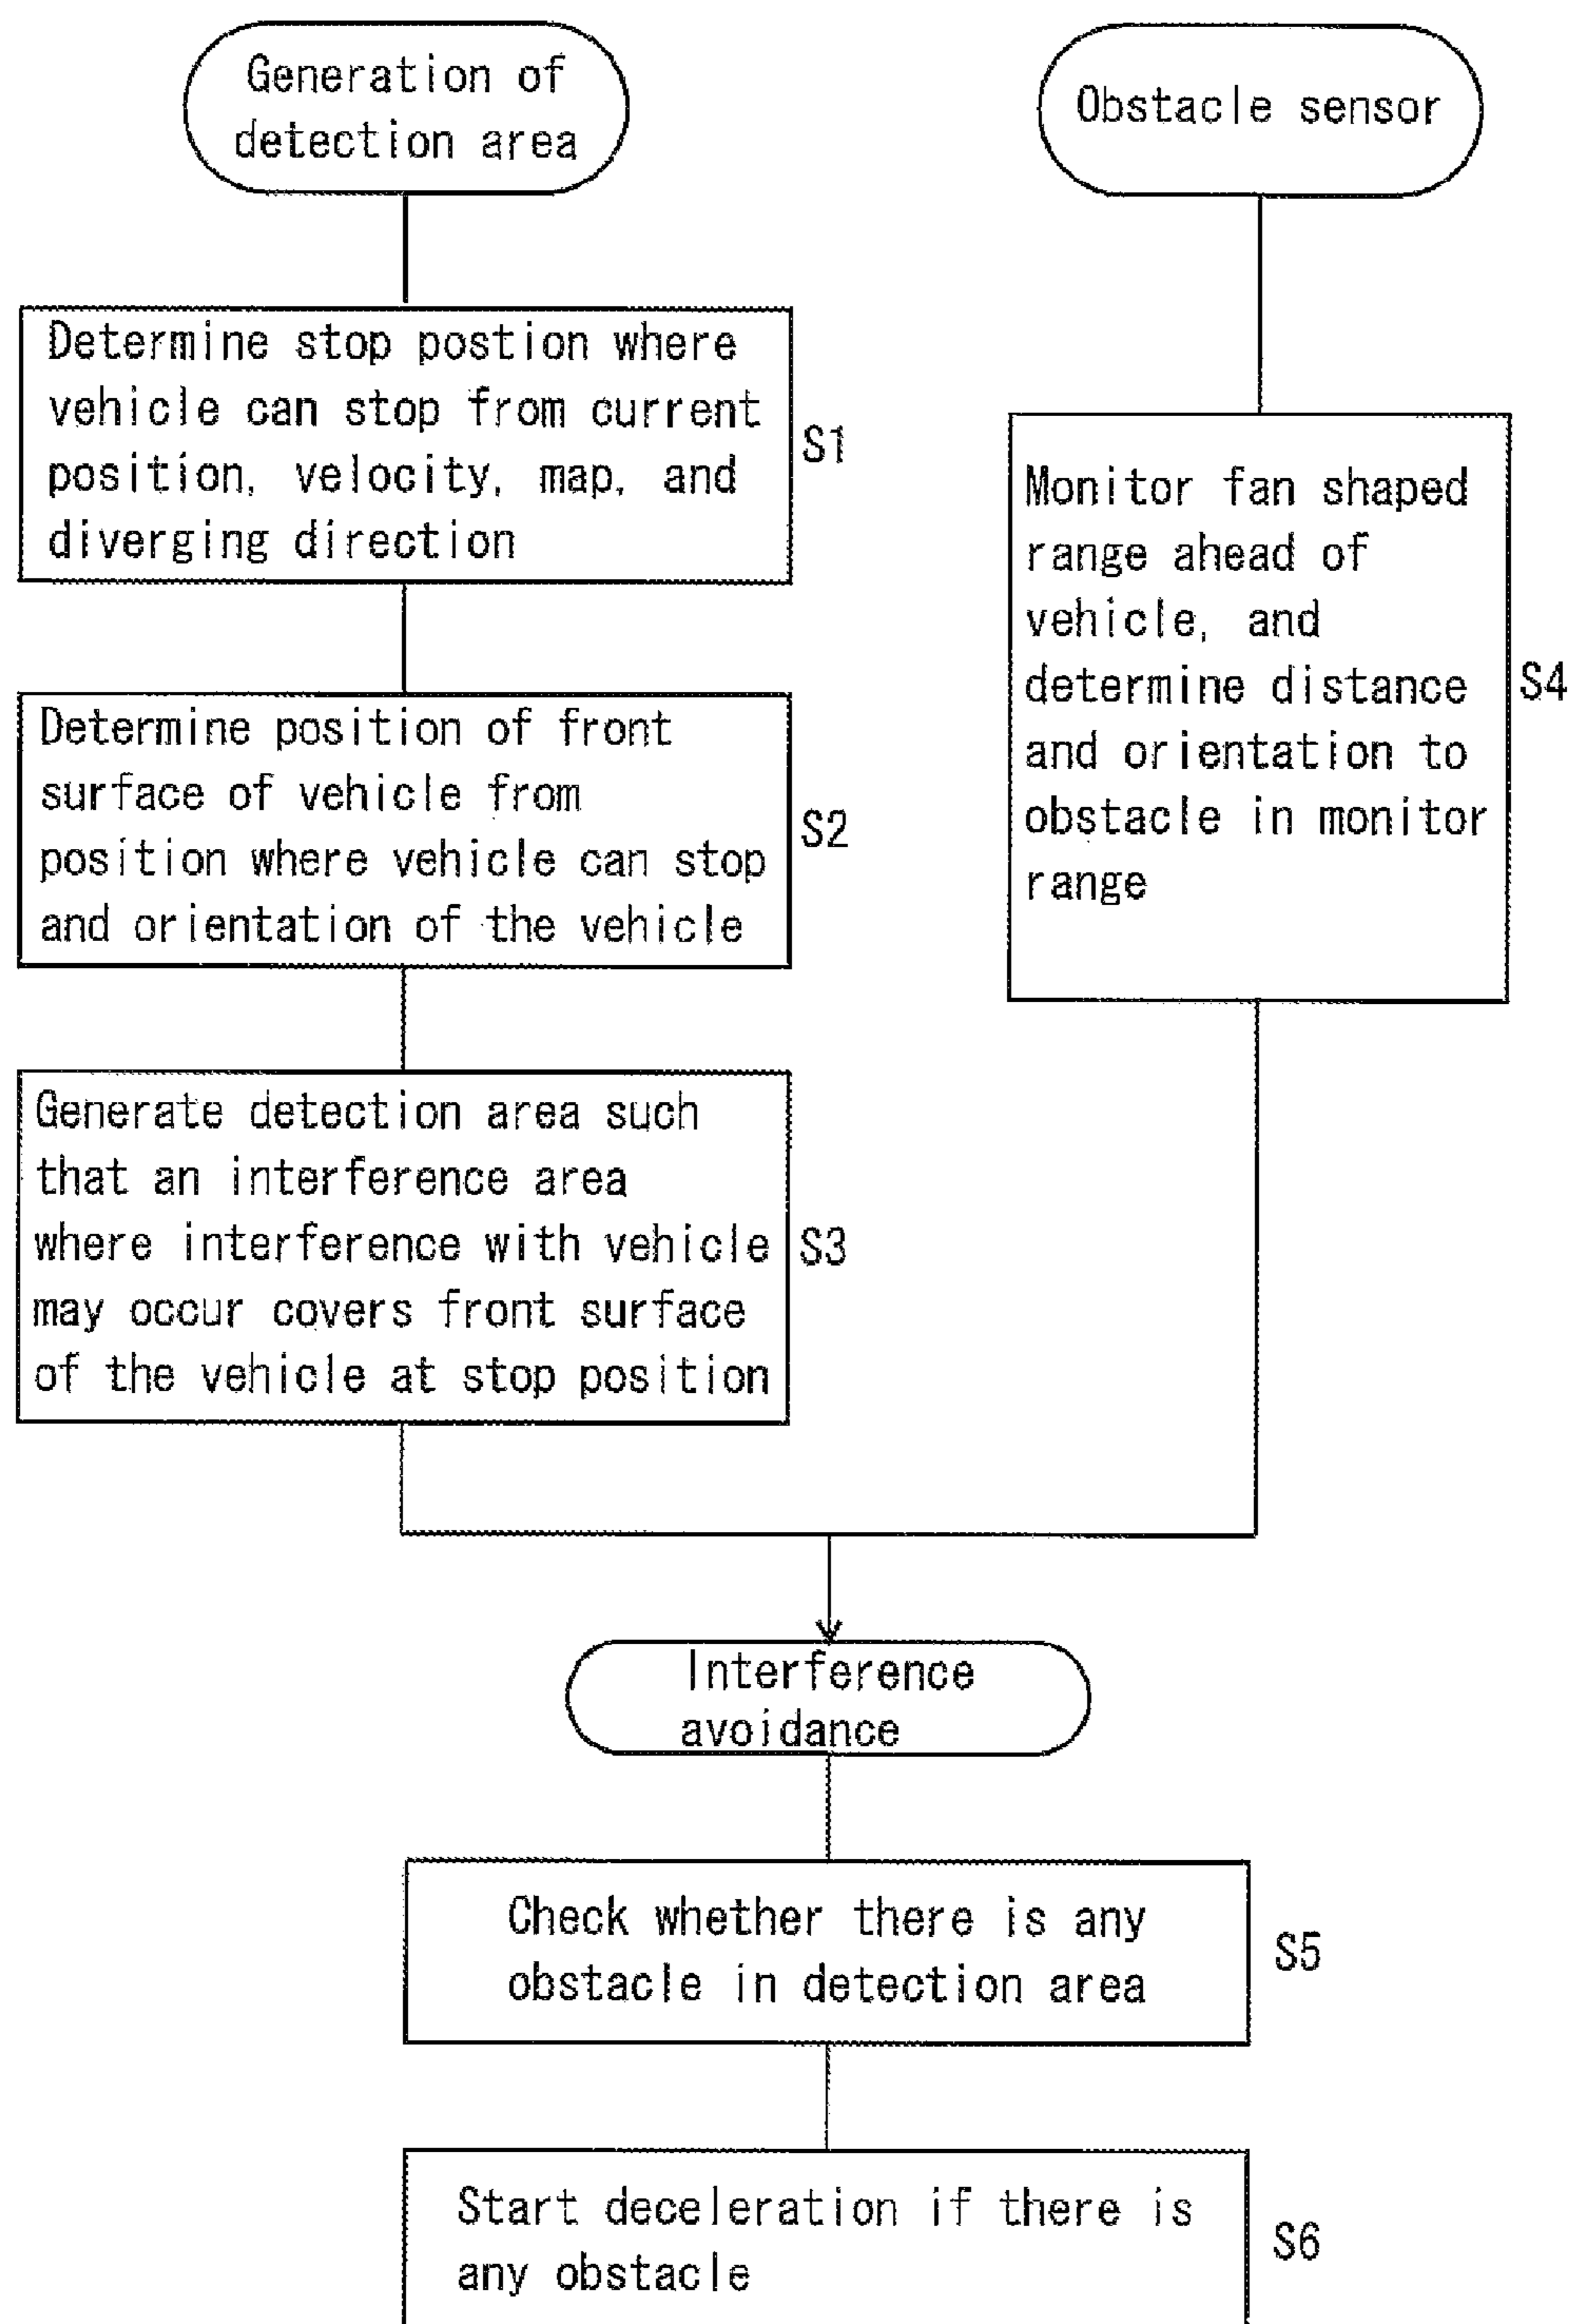 Generation of
detection area
Determine stop postion where
vehicle can stop from current
position, velocity, map, and
diverging direction
S1
Determine position of front
surface of vehicle from
position where vehicle can stop
and orientation of the vehicle
S2
Generate detection area such
that an interference area
where interference with vehicle
may occur covers front surface
of the vehicle at stop position
S3
Obstacle sensor
Monitor fan shaped
range ahead of
vehicle, and
determine distance
and orientation to
obstacle in monitor
range
S4
Interference
avoidance
Check whether there is any
obstacle in detection area
S5
Start deceleration if there is
any obstacle
S6